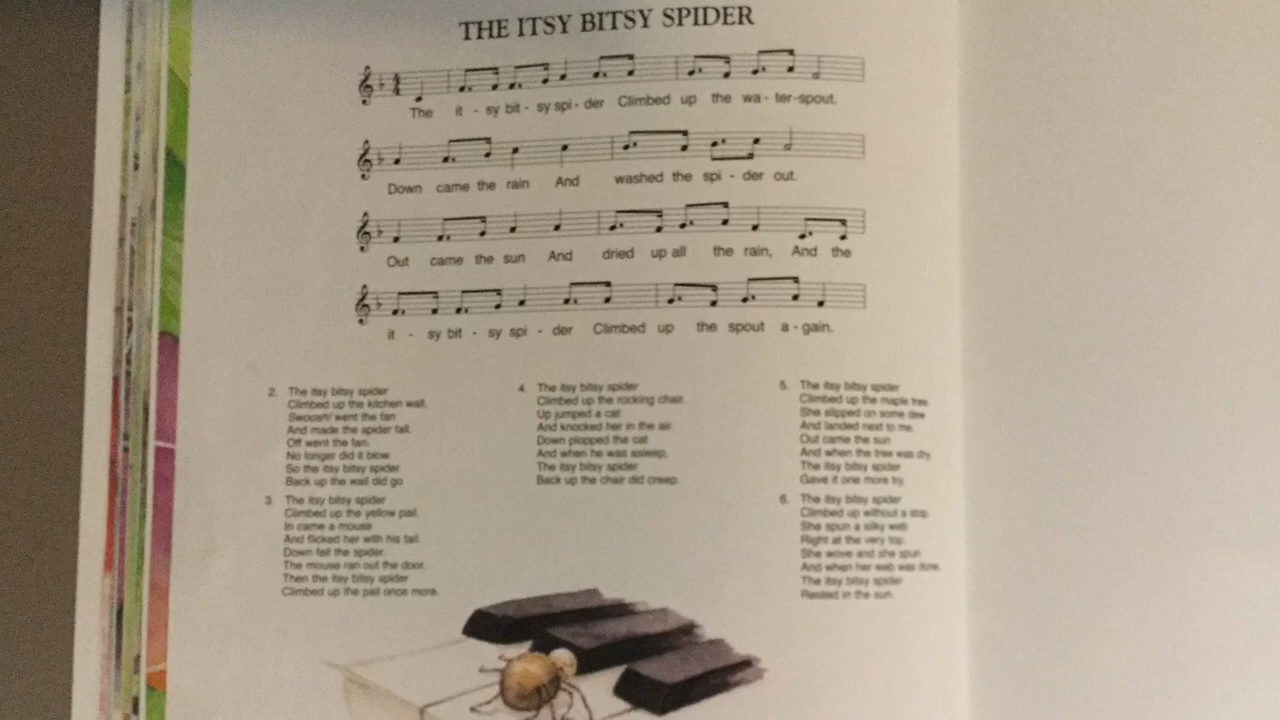 THE ITSY BITSY SPIDER
The it - sy bit - sy spi - der Climbed up the wa - ter-spout.
Down came the rain And washed the spi - der out.
Out came the sun And dried up all the rain, And the
it - sy bit - sy spi - der Climbed up the spout a - gain.
2. The itsy bitsy spider
Climbed up the kitchen wall.
Swoosh! went the fan
And made the spider fall.
Off went the fan.
No longer did it blow.
So the itsy bitsy spider
Back up the wall did go
3. The itsy bitsy spider
Climbed up the yellow pail.
In came a mouse
And flicked her with his tail.
Down fell the spider.
The mouse ran out the door.
Then the itsy bitsy spider
Climbed up the pail once more.
4. The itsy bitsy spider
Climbed up the rocking chair.
Up jumped a cat
And knocked her in the air.
Down plopped the cat
And when he was asleep,
The itsy bitsy spider
Back up the chair did creep.
5. The itsy bitsy spider
Climbed up the maple tree.
She slipped on some dew
And landed next to me.
Out came the sun
And when the tree was dry,
The itsy bitsy spider
Gave it one more try.
6. The itsy bitsy spider
Climbed up without a stop.
She spun a silky web
Right at the very top.
She wove and she spun
And when her web was done,
The itsy bitsy spider
Rested in the sun.